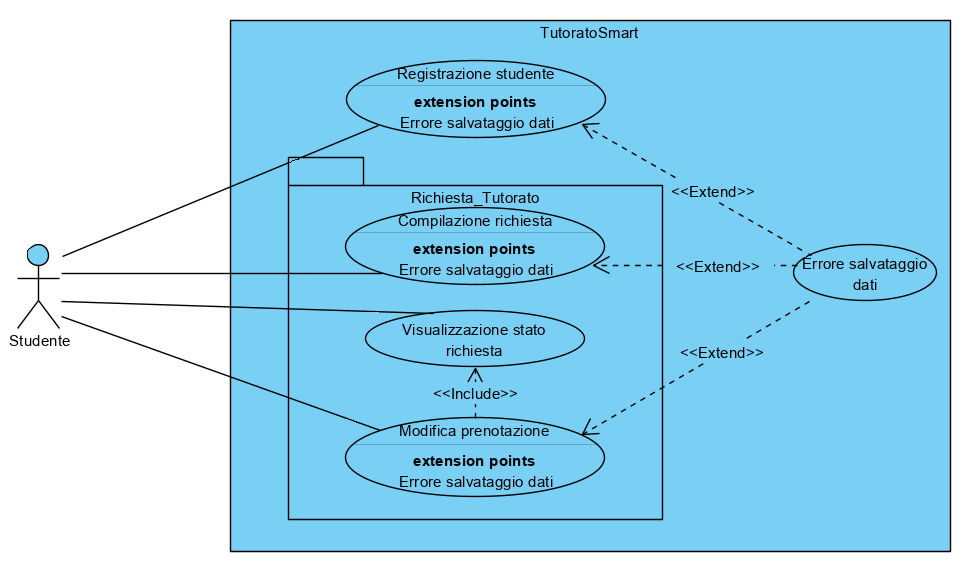 TutoratoSmart
Registrazione studente
extension points
Errore salvataggio dati
<<Extend>>
Richiesta_Tutorato
Compilazione richiesta
extension points
Errore salvataggio dati
<<Extend>>
Errore salvataggio
dati
Studente
Visualizzazione stato
richiesta
<<Extend>>
<<Include>>
Modifica prenotazione
extension points
Errore salvataggio dati